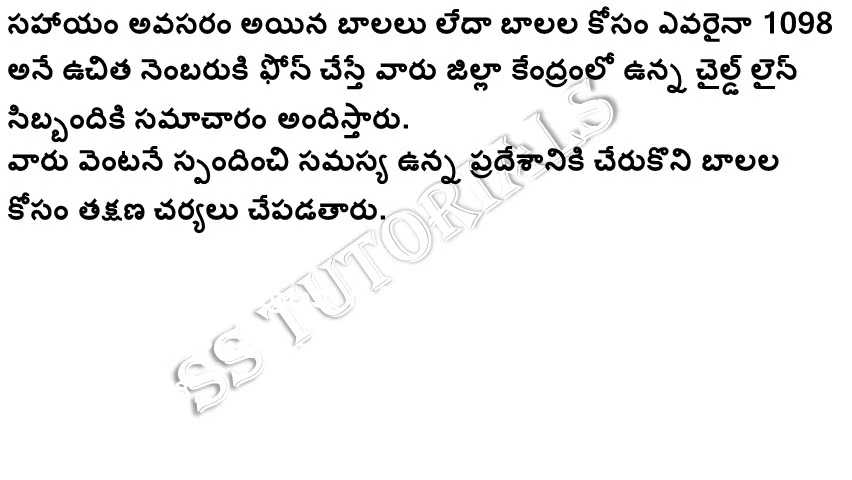 సహాయం అవసరం అయిన బాలలు లేదా బాలల కోసం ఎవరైనా 1098
అనే ఉచిత నెంబరుకి ఫోన్ చేస్తే వారు జిల్లా కేంద్రంలో ఉన్న చైల్డ్ లైన్
సిబ్బందికి సమాచారం అందిస్తారు.
వారు వెంటనే స్పందించి సమస్య ఉన్న ప్రదేశానికి చేరుకొని బాలల
కోసం తక్షణ చర్యలు చేపడతారు.
SS TUTORIALS